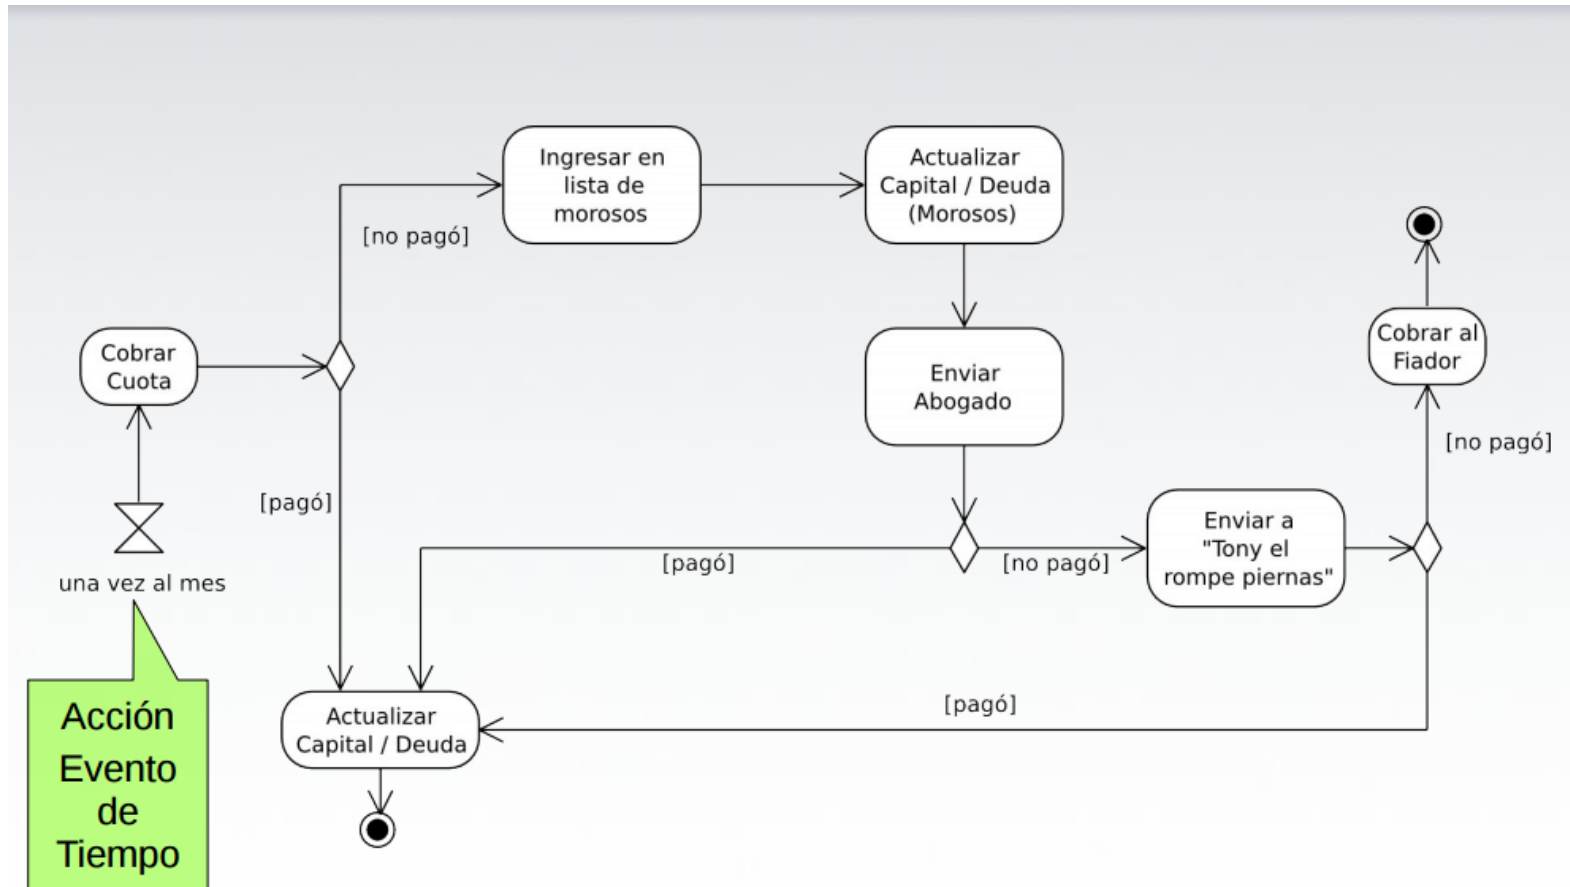 Ingresar en
lista de
morosos
Actualizar
Capital / Deuda
(Morosos)
[no pagó]
Cobrar
Cuota
Enviar
Abogado
Cobrar al
Fiador
[no pagó]
[pagó]
Enviar a
"Tony el
rompe piernas"
[pagó]
[no pagó]
una vez al mes
[pagó]
Actualizar
Capital / Deuda
Acción
Evento
de
Tiempo